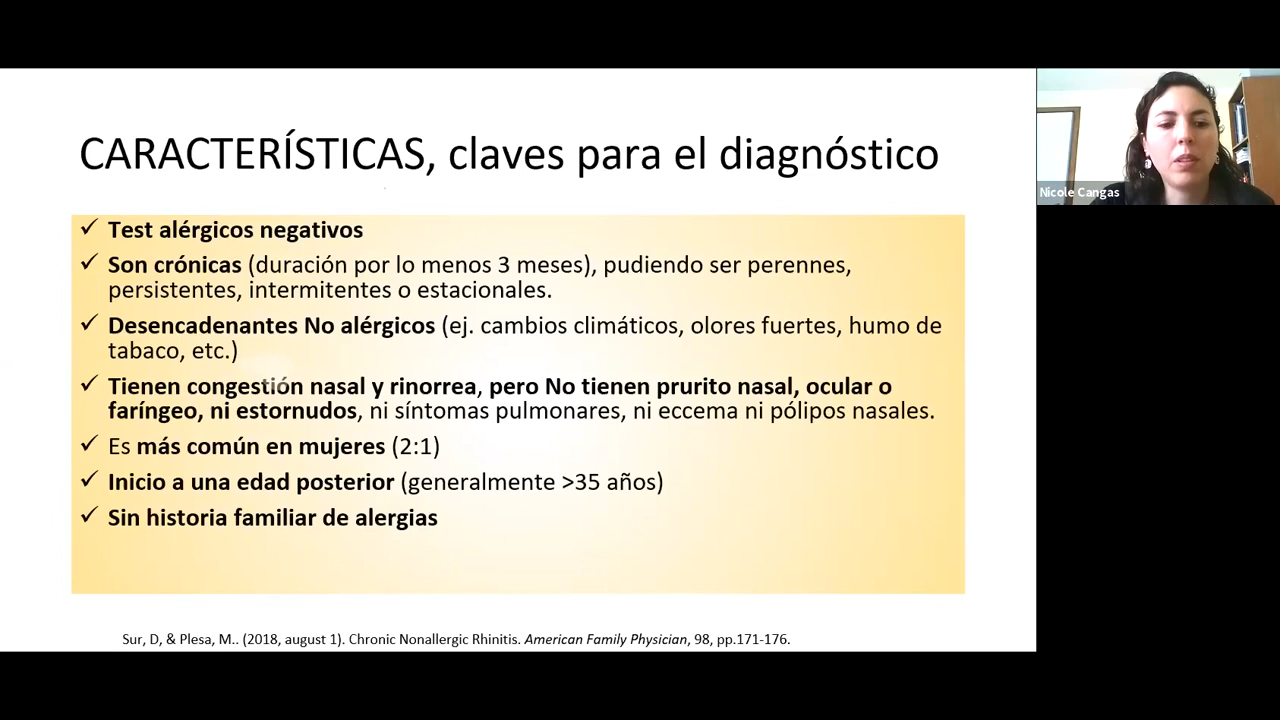 CARACTERÍSTICAS, claves para el diagnóstico
Nicole Cangas
✓ Test alérgicos negativos
✓ Son crónicas (duración por lo menos 3 meses), pudiendo ser perennes,
persistentes, intermitentes o estacionales.
✓ Desencadenantes No alérgicos (ej. cambios climáticos, olores fuertes, humo de
tabaco, etc.)
✓ Tienen congestión nasal y rinorrea, pero No tienen prurito nasal, ocular o
faríngeo, ni estornudos, ni síntomas pulmonares, ni eccema ni pólipos nasales.
✓ Es más común en mujeres (2:1)
✓ Inicio a una edad posterior (generalmente >35 años)
✓ Sin historia familiar de alergias
Sur, D, & Plesa, M.. (2018, august 1). Chronic Nonallergic Rhinitis. American Family Physician, 98, pp.171-176.